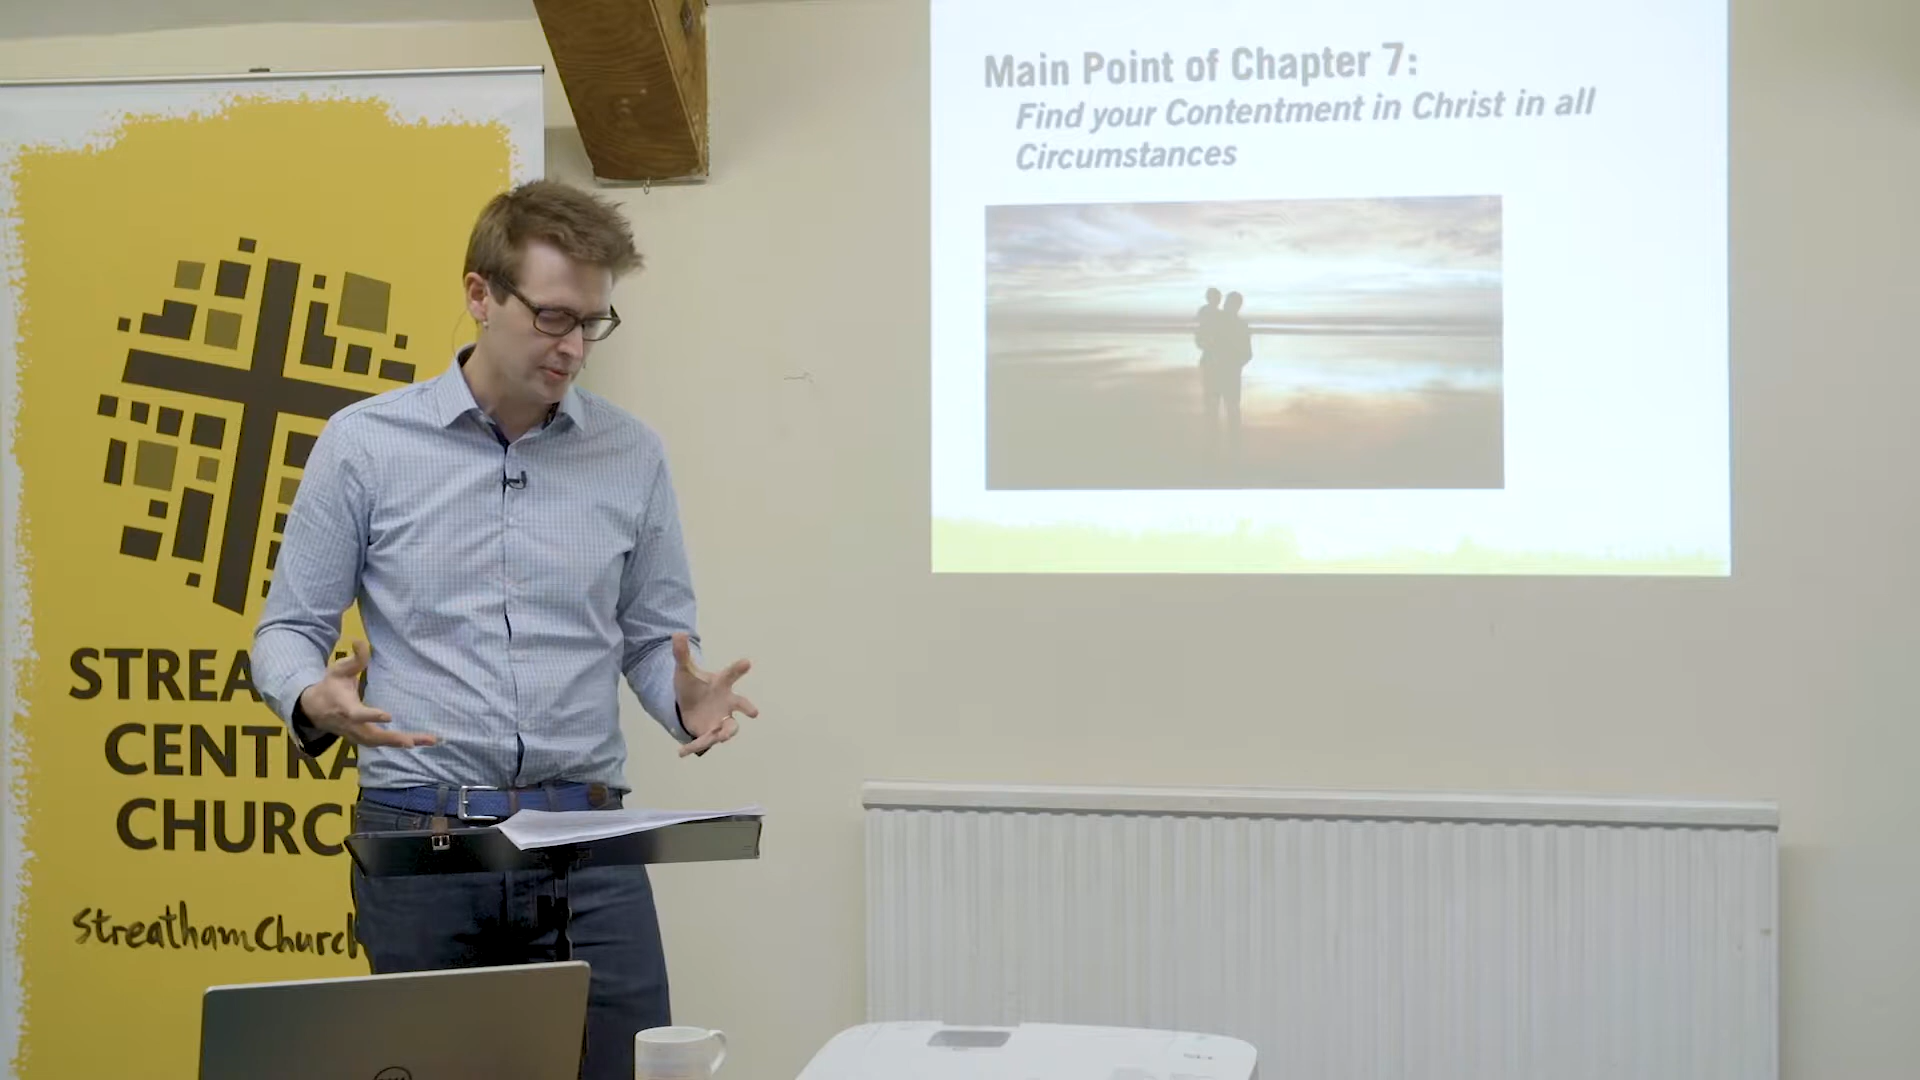 Main Point of Chapter 7:
Find your Contentment in Christ in all
Circumstances
STREA
CENTRA
CHURC
streathamChurch